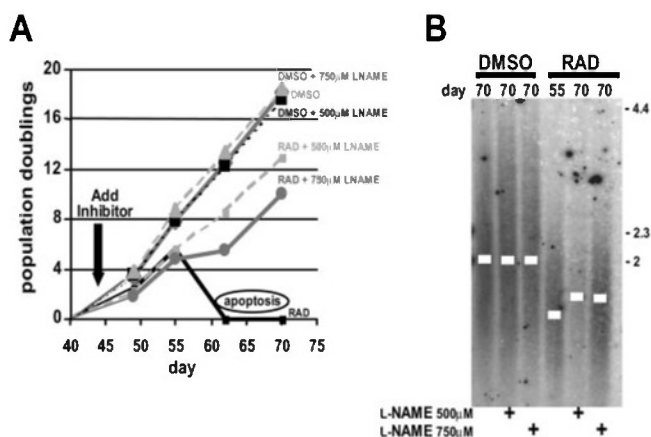 A
population doublings
20
16
12
8
4
0
Add
Inhibitor
DMSO + 750µM LNAME
DMSO
DMSO + 500µM LNAME
RAD + 500µM LNAME
RAD + 750µM LNAME
apoptosis
RAD
40 45 50 55 60 65 70 75
day
B
DMSO RAD
day 70 70 70 55 70 70
- 4.4
- 2.3
- 2
L-NAME 500µM + +
L-NAME 750µM + +